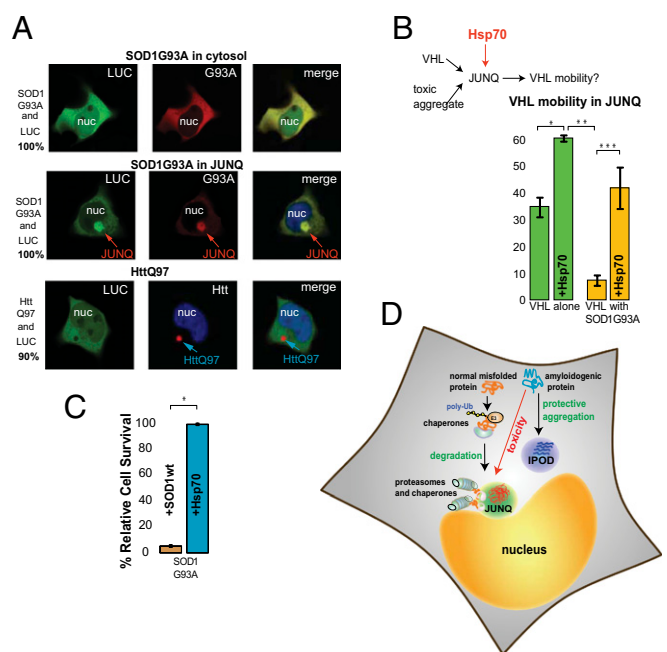 A
SOD1G93A in cytosol
SOD1
G93A
and
LUC
100%
LUC
nuc
G93A
merge
nuc
SOD1G93A in JUNQ
SOD1
G93A
and
LUC
100%
LUC
nuc
JUNQ
G93A
nuc
JUNQ
merge
nuc
JUNQ
HttQ97
Htt
Q97
and
LUC
90%
LUC
nuc
Htt
nuc
HttQ97
merge
nuc
HttQ97
B
Hsp70
VHL
JUNQ
VHL mobility?
toxic
aggregate
VHL mobility in JUNQ
60
50
40
30
20
10
0
+Hsp70
+Hsp70
VHL alone
VHL with
SOD1G93A
C
% Relative Cell Survival
100
80
60
40
20
0
+SOD1wt
+Hsp70
SOD1
G93A
D
normal misfolded
protein
amyloidogenic
protein
poly-Ub
E3
chaperones
toxicity
protective
aggregation
IPOD
degradation
proteasomes
and chaperones
JUNQ
nucleus